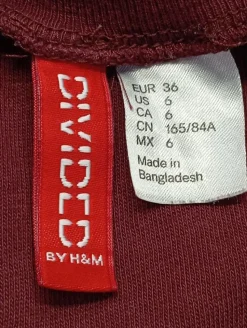 DIVIDED
BY H&M
EUR 36
US 6
CA 6
CN 165/84A
MX 6
Made in
Bangladesh